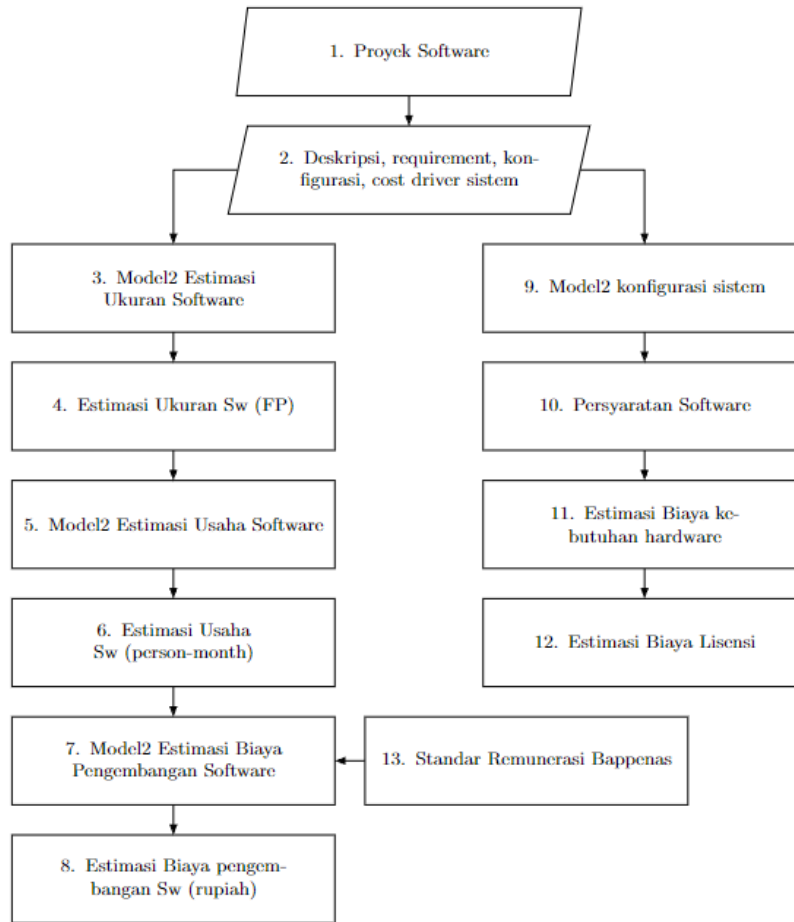 1. Proyek Software
2. Deskripsi, requirement, kon-
figurasi, cost driver sistem
3. Model2 Estimasi
Ukuran Software
4. Estimasi Ukuran Sw (FP)
5. Model2 Estimasi Usaha Software
6. Estimasi Usaha
Sw (person-month)
7. Model2 Estimasi Biaya
Pengembangan Software
8. Estimasi Biaya pengem-
bangan Sw (rupiah)
9. Model2 konfigurasi sistem
10. Persyaratan Software
11. Estimasi Biaya ke-
butuhan hardware
12. Estimasi Biaya Lisensi
13. Standar Remunerasi Bappenas